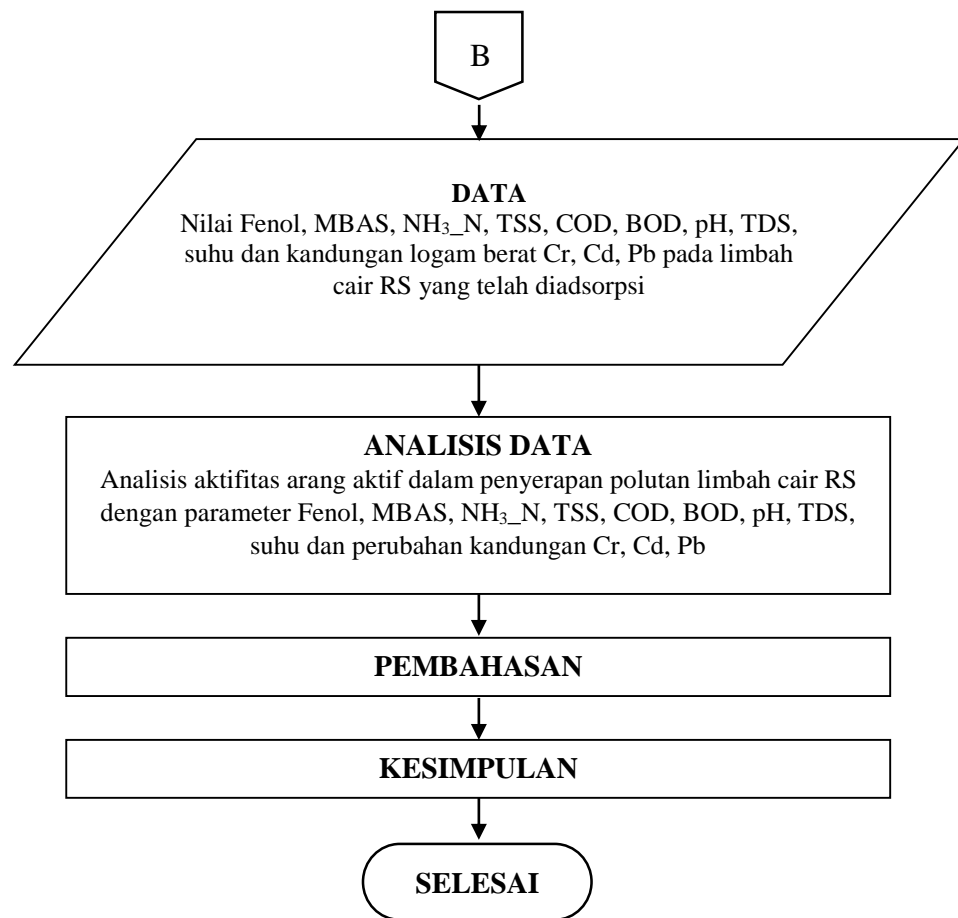 B
DATA
Nilai Fenol, MBAS, NH₃_N, TSS, COD, BOD, pH, TDS,
suhu dan kandungan logam berat Cr, Cd, Pb pada limbah
cair RS yang telah diadsorpsi
ANALISIS DATA
Analisis aktifitas arang aktif dalam penyerapan polutan limbah cair RS
dengan parameter Fenol, MBAS, NH₃_N, TSS, COD, BOD, pH, TDS,
suhu dan perubahan kandungan Cr, Cd, Pb
PEMBAHASAN
KESIMPULAN
SELESAI